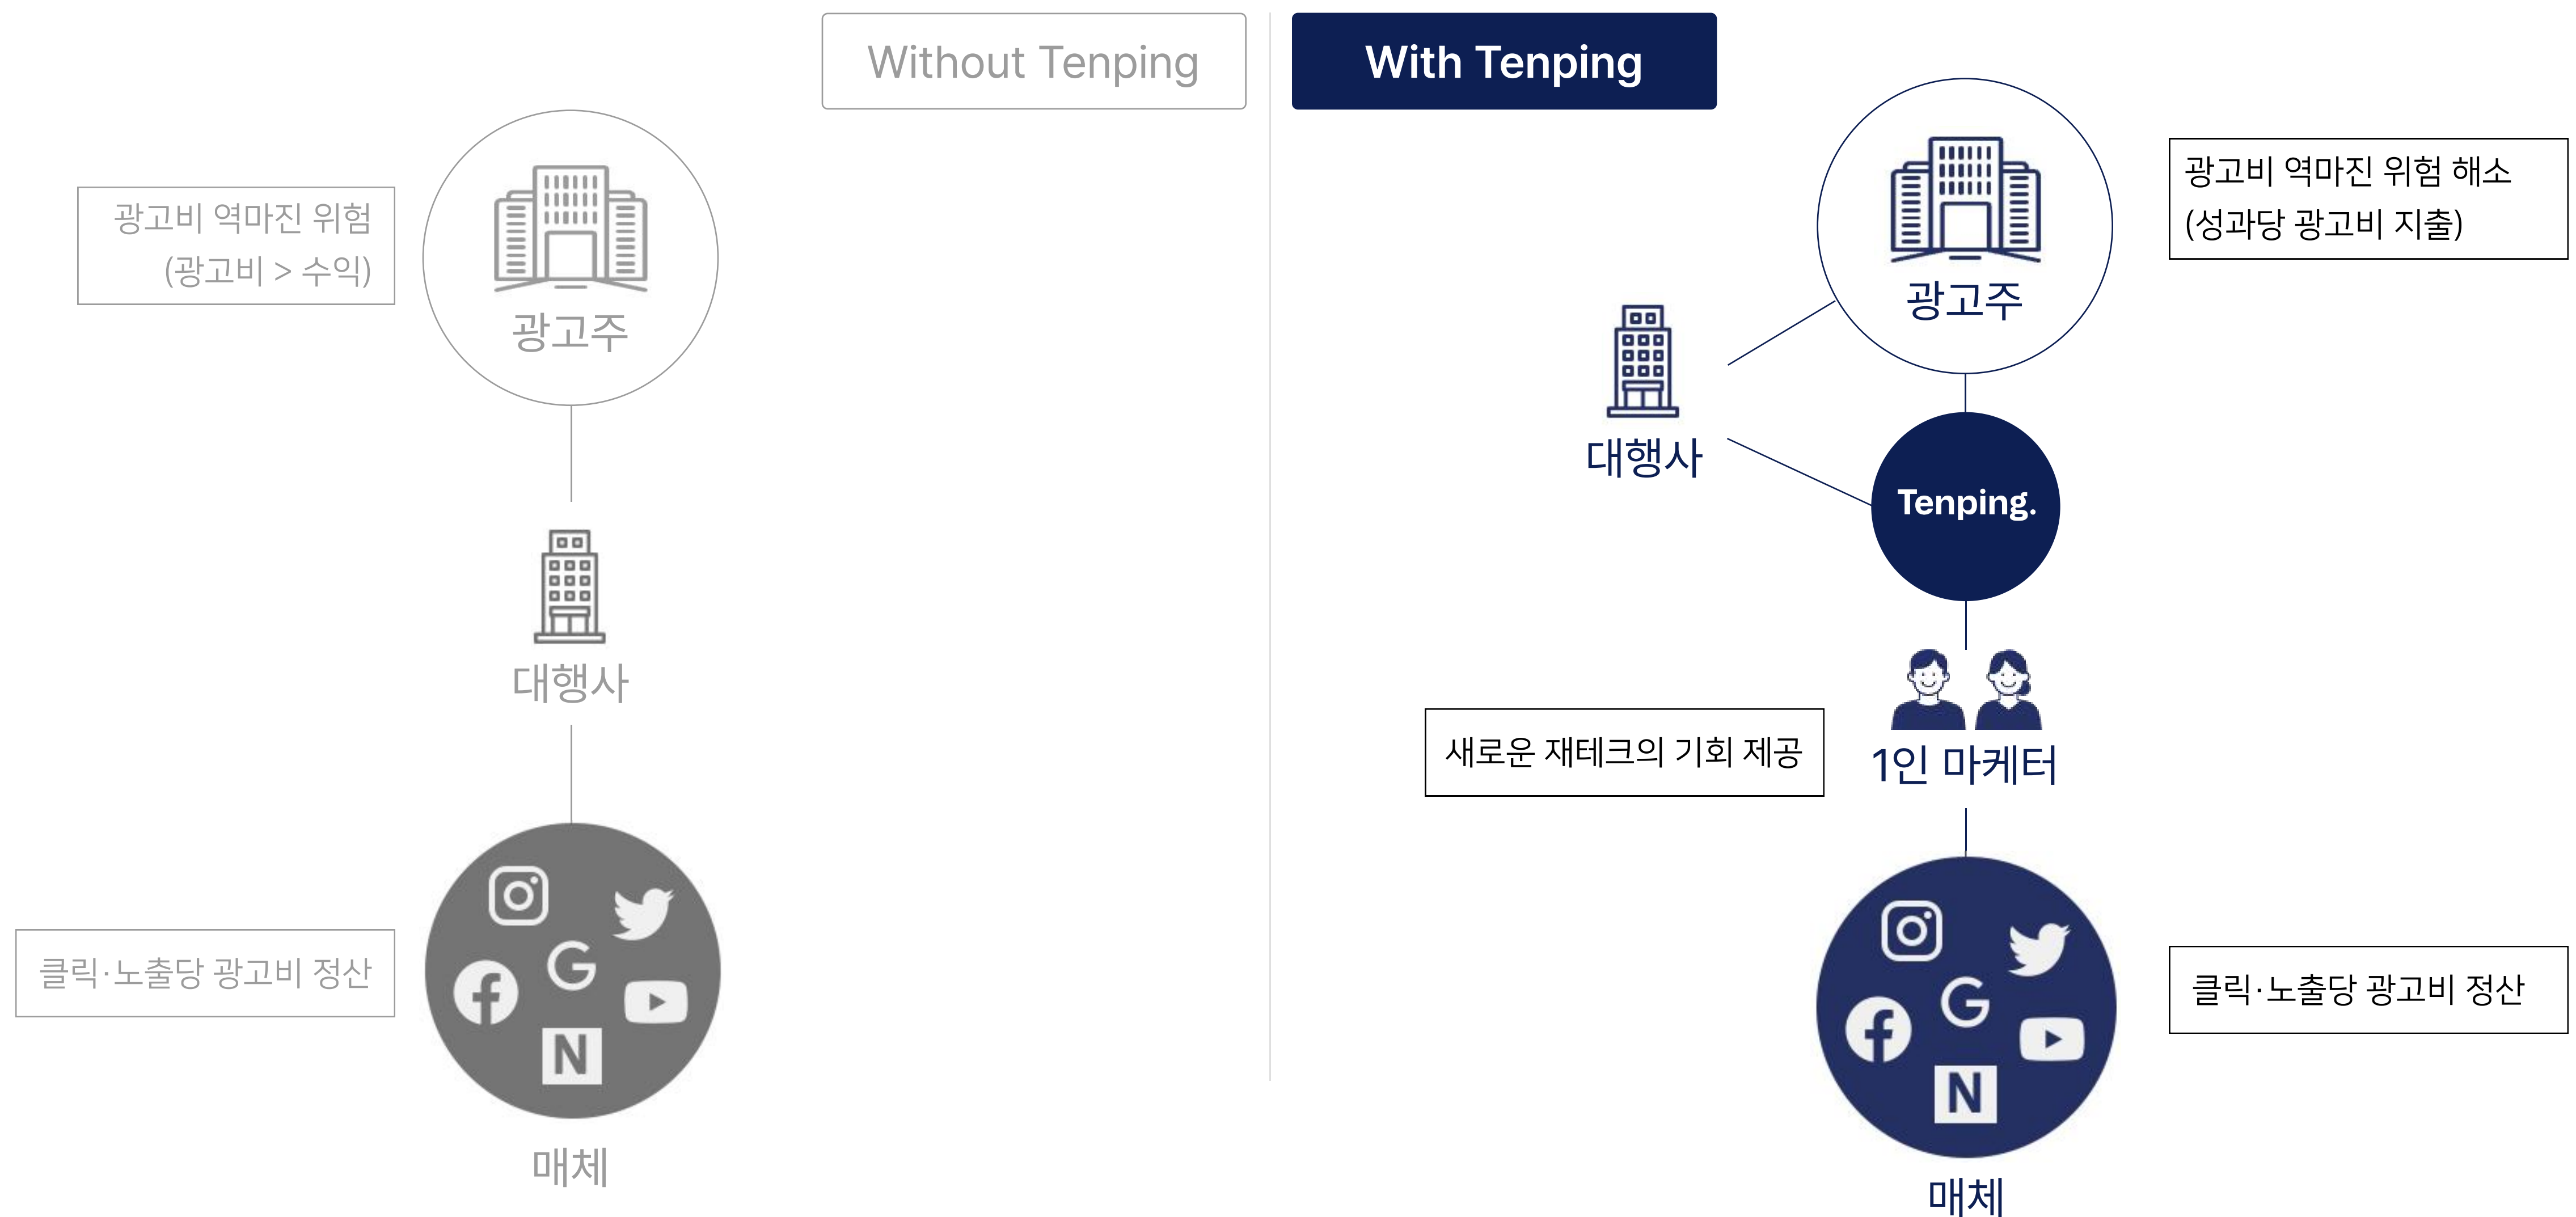 Without Tenping
광고비 역마진 위험
(광고비 > 수익)
광고주
대행사
클릭·노출당 광고비 정산
G
N
매체
With Tenping
광고비 역마진 위험 해소
(성과당 광고비 지출)
광고주
대행사
Tenping.
새로운 재테크의 기회 제공
1인 마케터
G
N
클릭·노출당 광고비 정산
매체